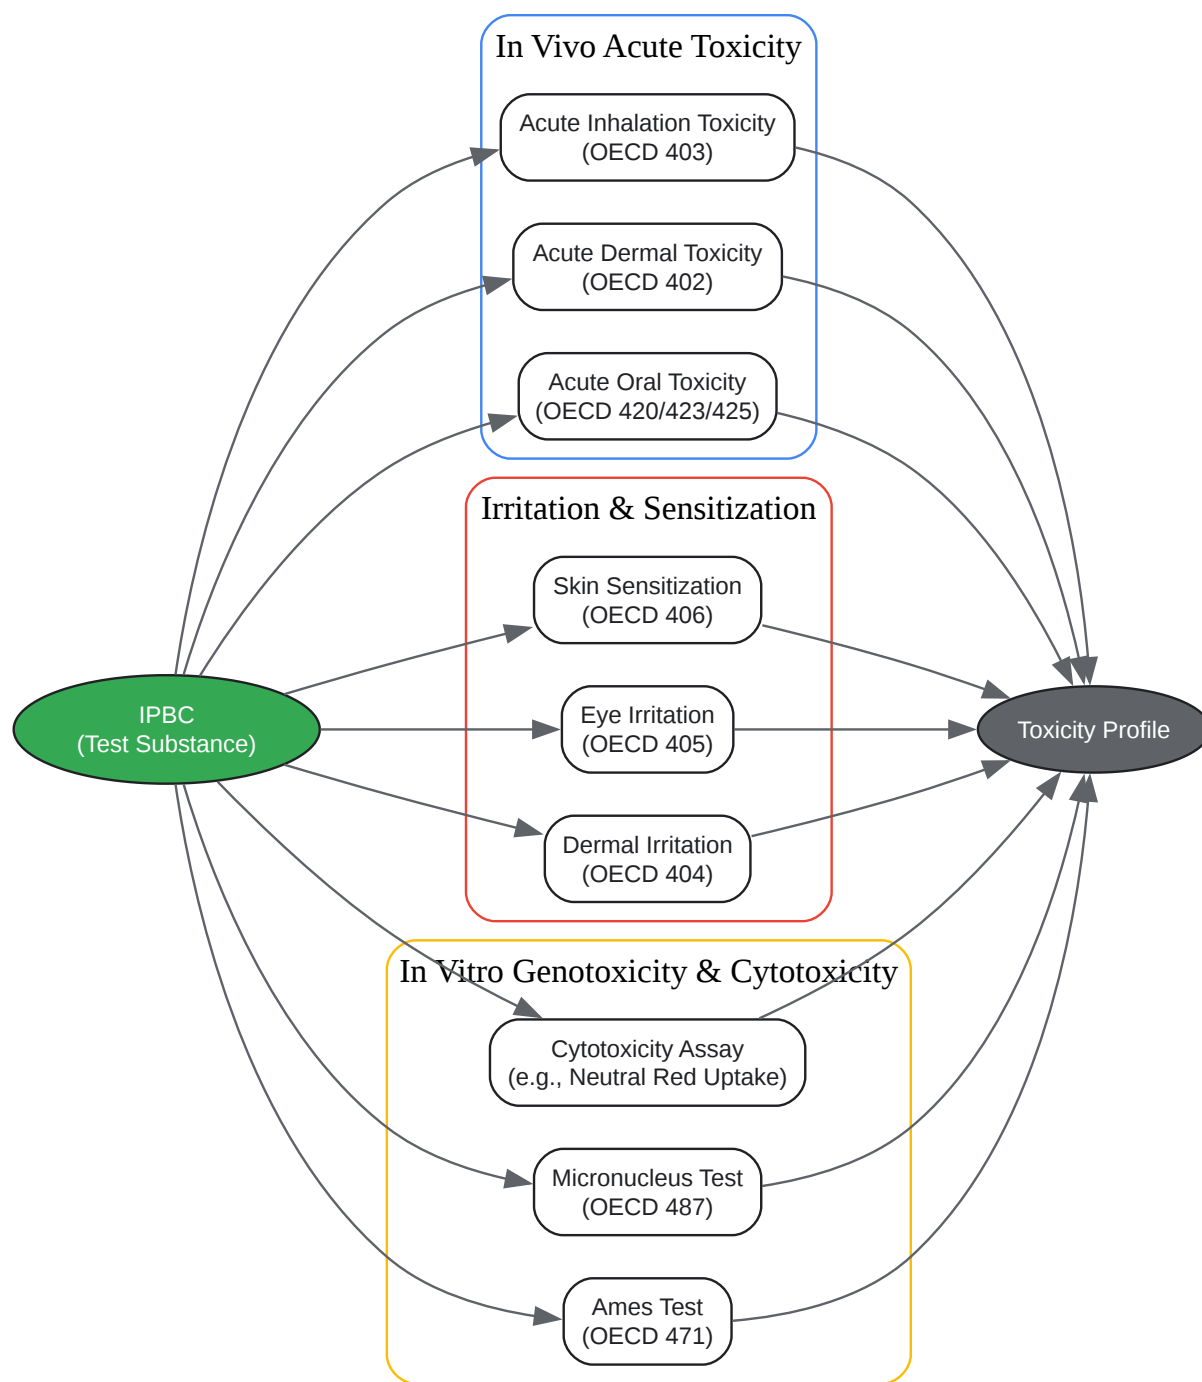 In Vivo Acute Toxicity
Acute Inhalation Toxicity
(OECD 403)
Acute Dermal Toxicity
(OECD 402)
Acute Oral Toxicity
(OECD 420/423/425)
Irritation & Sensitization
Skin Sensitization
(OECD 406)
IPBC
(Test Substance)
Eye Irritation
(OECD 405)
Toxicity Profile
Dermal Irritation
(OECD 404)
In Vitro Genotoxicity & Cytotoxicity
Cytotoxicity Assay
(e.g., Neutral Red Uptake)
Micronucleus Test
(OECD 487)
Ames Test
(OECD 471)